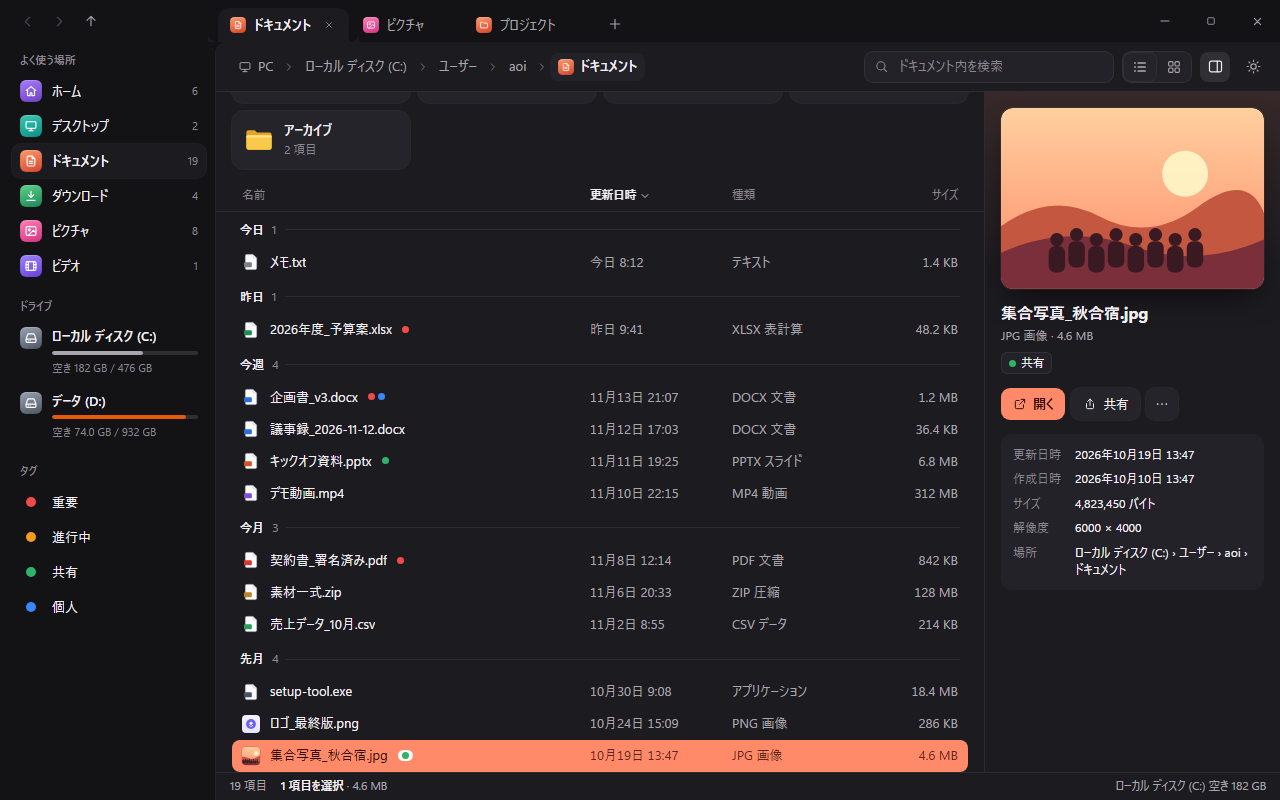 ドキュメント
ピクチャ
プロジェクト
PC › ローカル ディスク (C:) › ユーザー › aoi › ドキュメント
ドキュメント内を検索
よく使う場所
ホーム 6
デスクトップ 2
ドキュメント 19
ダウンロード 4
ピクチャ 8
ビデオ 1
ドライブ
ローカル ディスク (C:)
空き 182 GB / 476 GB
データ (D:)
空き 74.0 GB / 932 GB
タグ
重要
進行中
共有
個人
アーカイブ
2 項目
名前 更新日時 種類 サイズ
今日 1
メモ.txt 今日 8:12 テキスト 1.4 KB
昨日 1
2026年度_予算案.xlsx 昨日 9:41 XLSX 表計算 48.2 KB
今週 4
企画書_v3.docx 11月13日 21:07 DOCX 文書 1.2 MB
議事録_2026-11-12.docx 11月12日 17:03 DOCX 文書 36.4 KB
キックオフ資料.pptx 11月11日 19:25 PPTX スライド 6.8 MB
デモ動画.mp4 11月10日 22:15 MP4 動画 312 MB
今月 3
契約書_署名済み.pdf 11月8日 12:14 PDF 文書 842 KB
素材一式.zip 11月6日 20:33 ZIP 圧縮 128 MB
売上データ_10月.csv 11月2日 8:55 CSV データ 214 KB
先月 4
setup-tool.exe 10月30日 9:08 アプリケーション 18.4 MB
ロゴ_最終版.png 10月24日 15:09 PNG 画像 286 KB
集合写真_秋合宿.jpg 10月19日 13:47 JPG 画像 4.6 MB
集合写真_秋合宿.jpg
JPG 画像 · 4.6 MB
共有
開く 共有 ···
更新日時 2026年10月19日 13:47
作成日時 2026年10月10日 13:47
サイズ 4,823,450 バイト
解像度 6000 × 4000
場所 ローカル ディスク (C:) › ユーザー › aoi ›
ドキュメント
19 項目 1 項目を選択 · 4.6 MB
ローカル ディスク (C:) 空き 182 GB